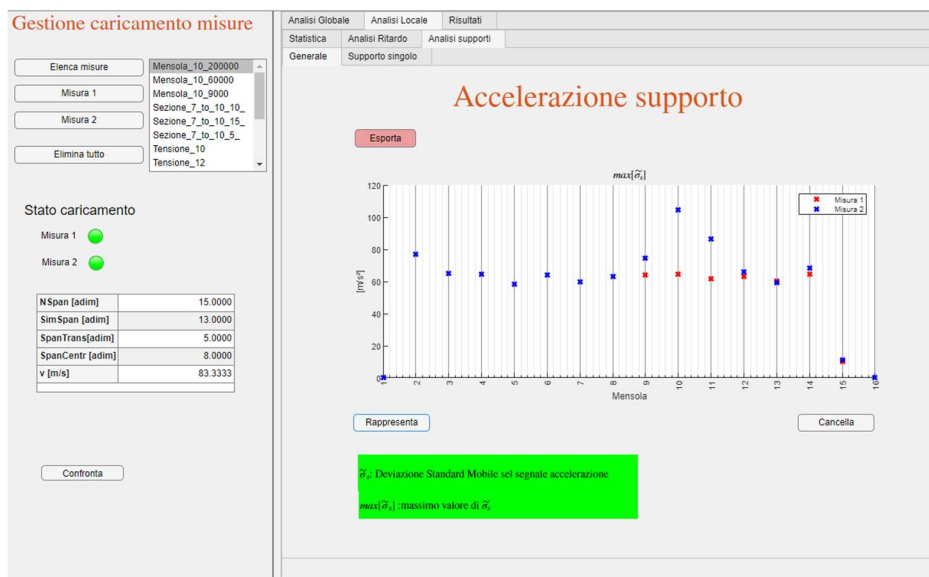 Gestione caricamento misure
Elenca misure
Misura 1
Misura 2
Elimina tutto
Mensola_10_200000
Mensola_10_60000
Mensola_10_9000
Sezione_7_to_10_10_
Sezione_7_to_10_15_
Sezione_7_to_10_5_
Tensione_10
Tensione_12
Stato caricamento
Misura 1
Misura 2
NSpan [adim] 15.0000
SimSpan [adim] 13.0000
SpanTrans[adim] 5.0000
SpanCentr [adim] 8.0000
v [m/s] 83.3333
Confronta
Analisi Globale Analisi Locale Risultati
Statistica Analisi Ritardo Analisi supporti
Generale Supporto singolo
Accelerazione supporto
Esporta
max[σ̃ₛ]
Misura 1
Misura 2
120
100
80
60
40
20
0
[m/s²]
1 2 3 4 5 6 7 8 9 10 11 12 13 14 15 16
Mensola
Rappresenta Cancella
σ̃ₛ: Deviazione Standard Mobile sel segnale accelerazione
max[σ̃ₛ] :massimo valore di σ̃ₛ